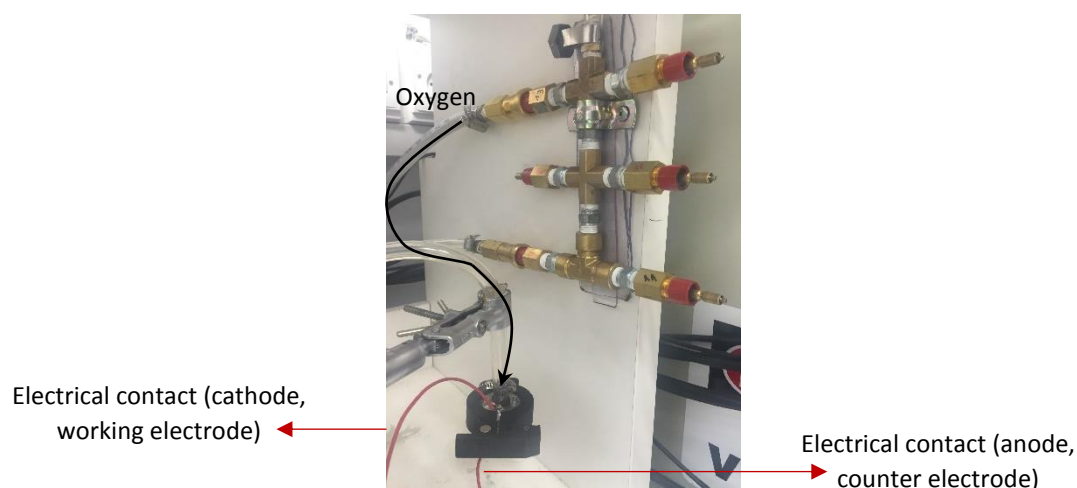 Oxygen
Electrical contact (cathode,
working electrode)
Electrical contact (anode,
counter electrode)